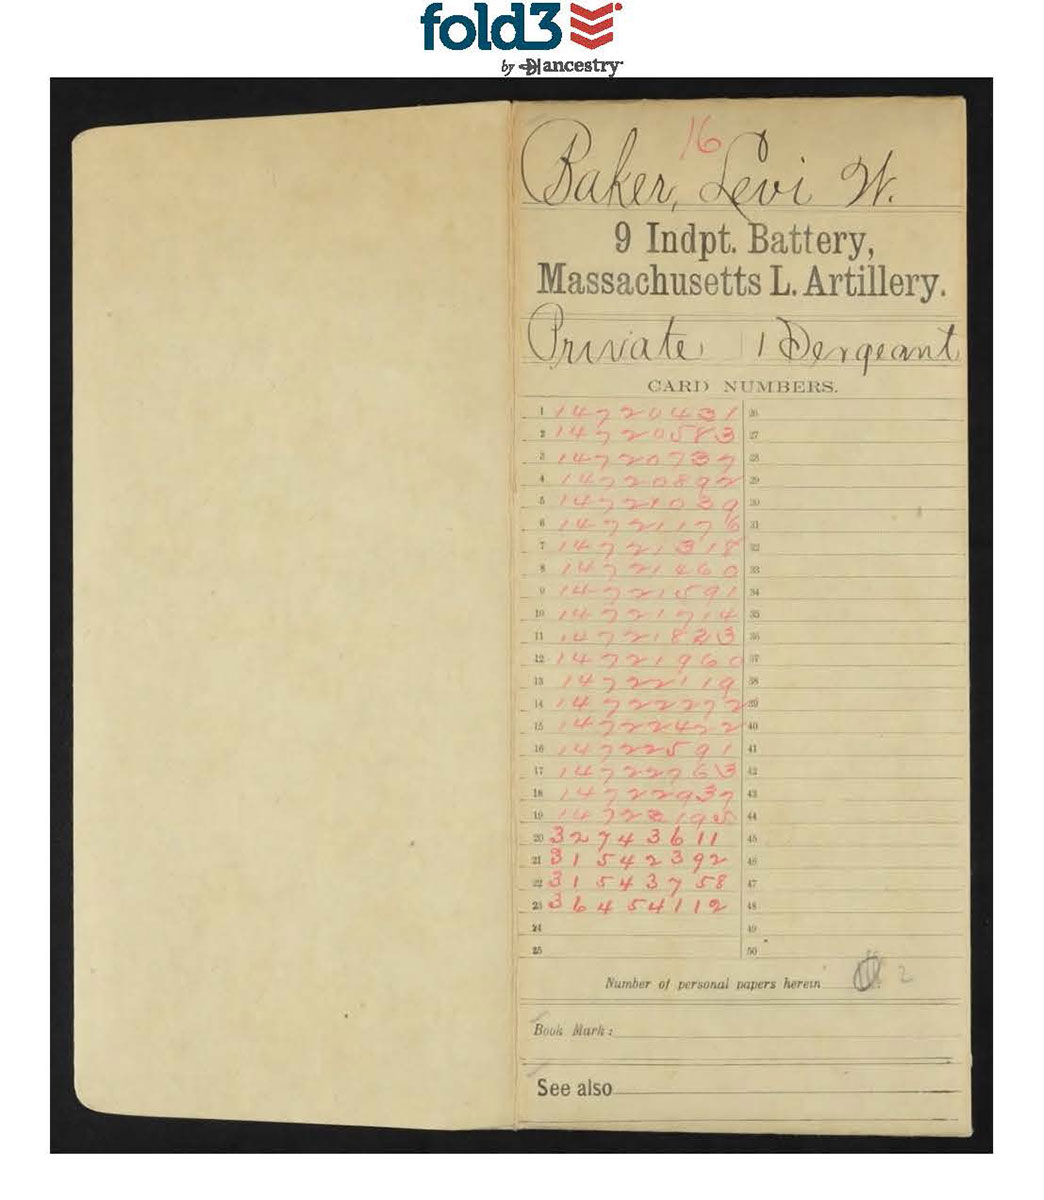 fold3
by ancestry
16
Baker, Levi W.
9 Indpt. Battery,
Massachusetts L. Artillery.
Private | 1 Sergeant
CARD NUMBERS.
1 14720431 26
2 14720583 27
3 14720737 28
4 14720892 29
5 14721039 30
6 14721176 31
7 14721318 32
8 14721460 33
9 14721591 34
10 14721714 35
11 14721823 36
12 14721960 37
13 14722119 38
14 14722272 39
15 14722472 40
16 14722591 41
17 14722763 42
18 14722937 43
19 14723195 44
20 32743611 45
21 31542392 46
22 31543758 47
23 36454112 48
24 49
25 50
Number of personal papers herein 2
Book Mark:
See also